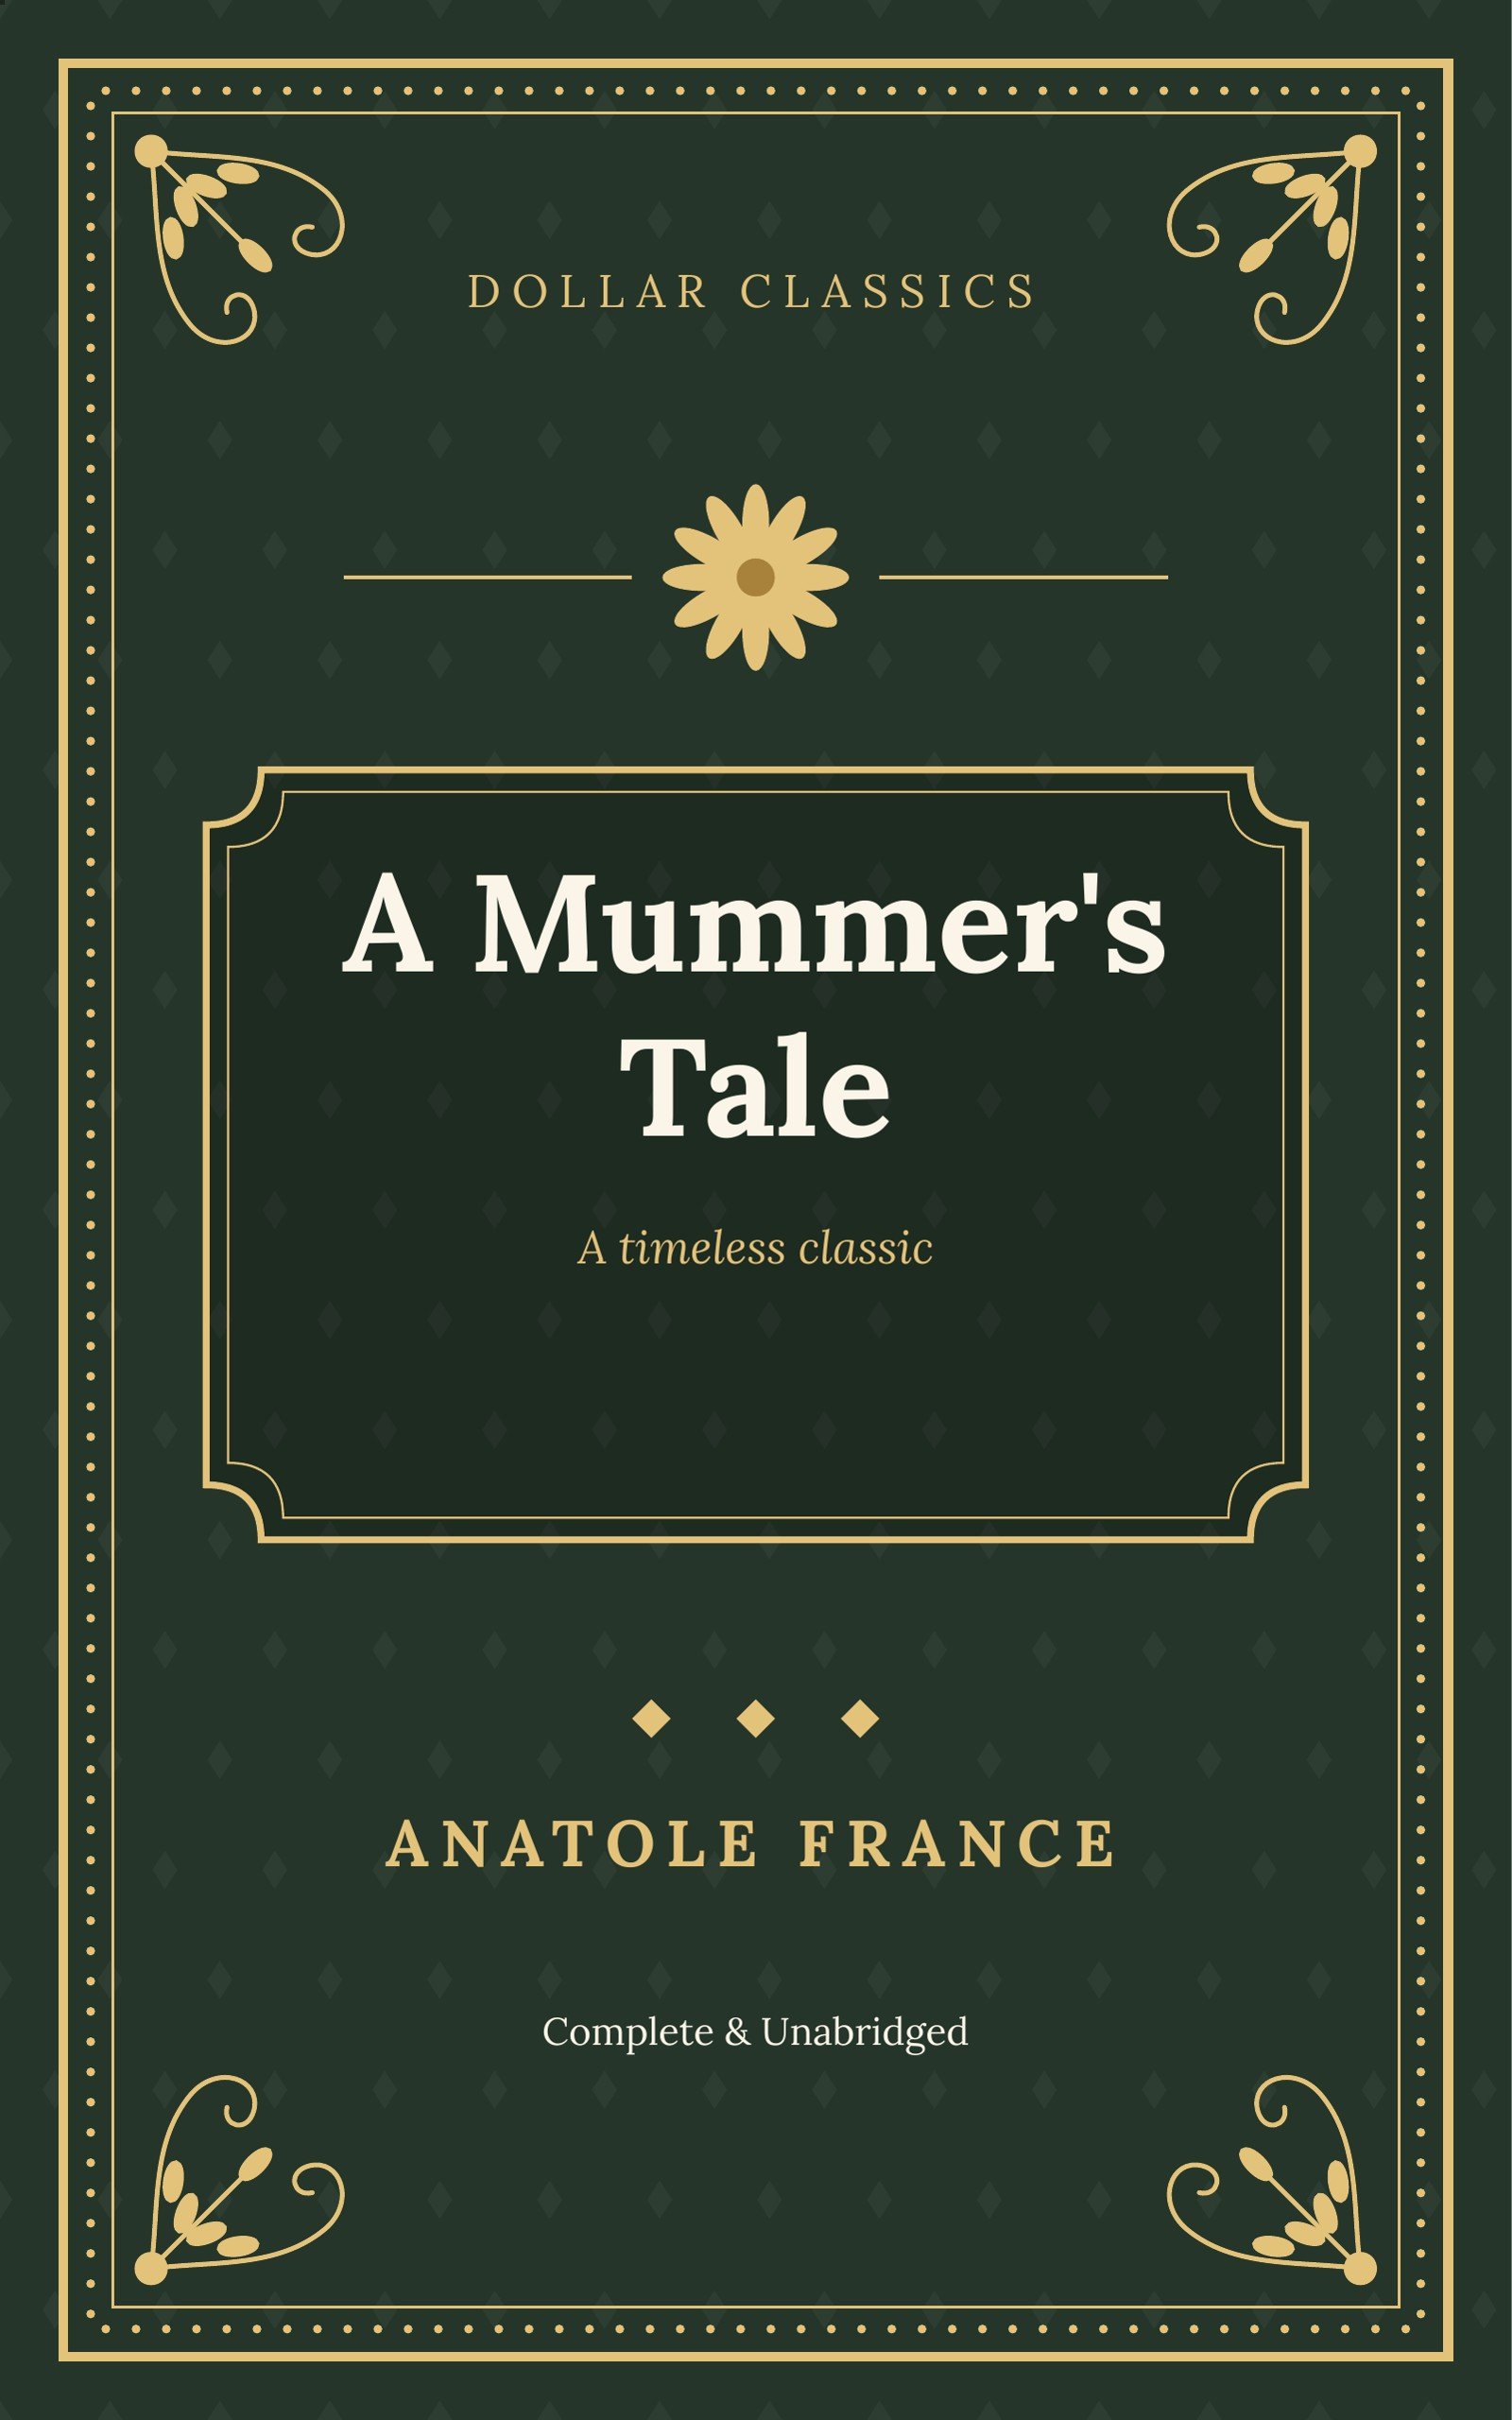 DOLLAR CLASSICS
A Mummer's
Tale
A timeless classic
ANATOLE FRANCE
Complete & Unabridged